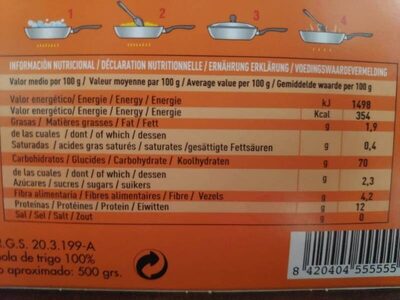 1
2
3
4
INFORMACIÓN NUTRICIONAL / DÉCLARATION NUTRITIONNELLE / ERNÄHRUNG ERKLÄRUNG / VOEDINGSWAARDEVERMELDING
Valor medio por 100 g / Valeur moyenne par 100 g / Average value per 100 g / Gemiddelde waarde per 100 g
Valor energético/ Energie / Energy / Energie kJ 1498
Valor energético/ Energie / Energy / Energie Kcal 354
Grasas / Matières grasses / Fat / Fett g 1,9
de las cuales / dont / of which / dessen
Saturadas / acides gras saturés / saturates /gesättigte Fettsäuren g 0,4
Carbohidratos / Glucides / Carbohydrate / Koolhydraten g 70
de las cuales / dont / of which / dessen
Azúcares / sucres / sugars / suikers g 2,3
Fibra alimentaria / Fibres alimentaires / Fibre / Vezels g 4,2
Proteínas / Protéines / Protein / Eiwitten g 12
Sal / Sel / Salt / Zout g 0
R.G.S. 20.3.199-A
ola de trigo 100%
o aproximado: 500 grs.
8 420404 555555